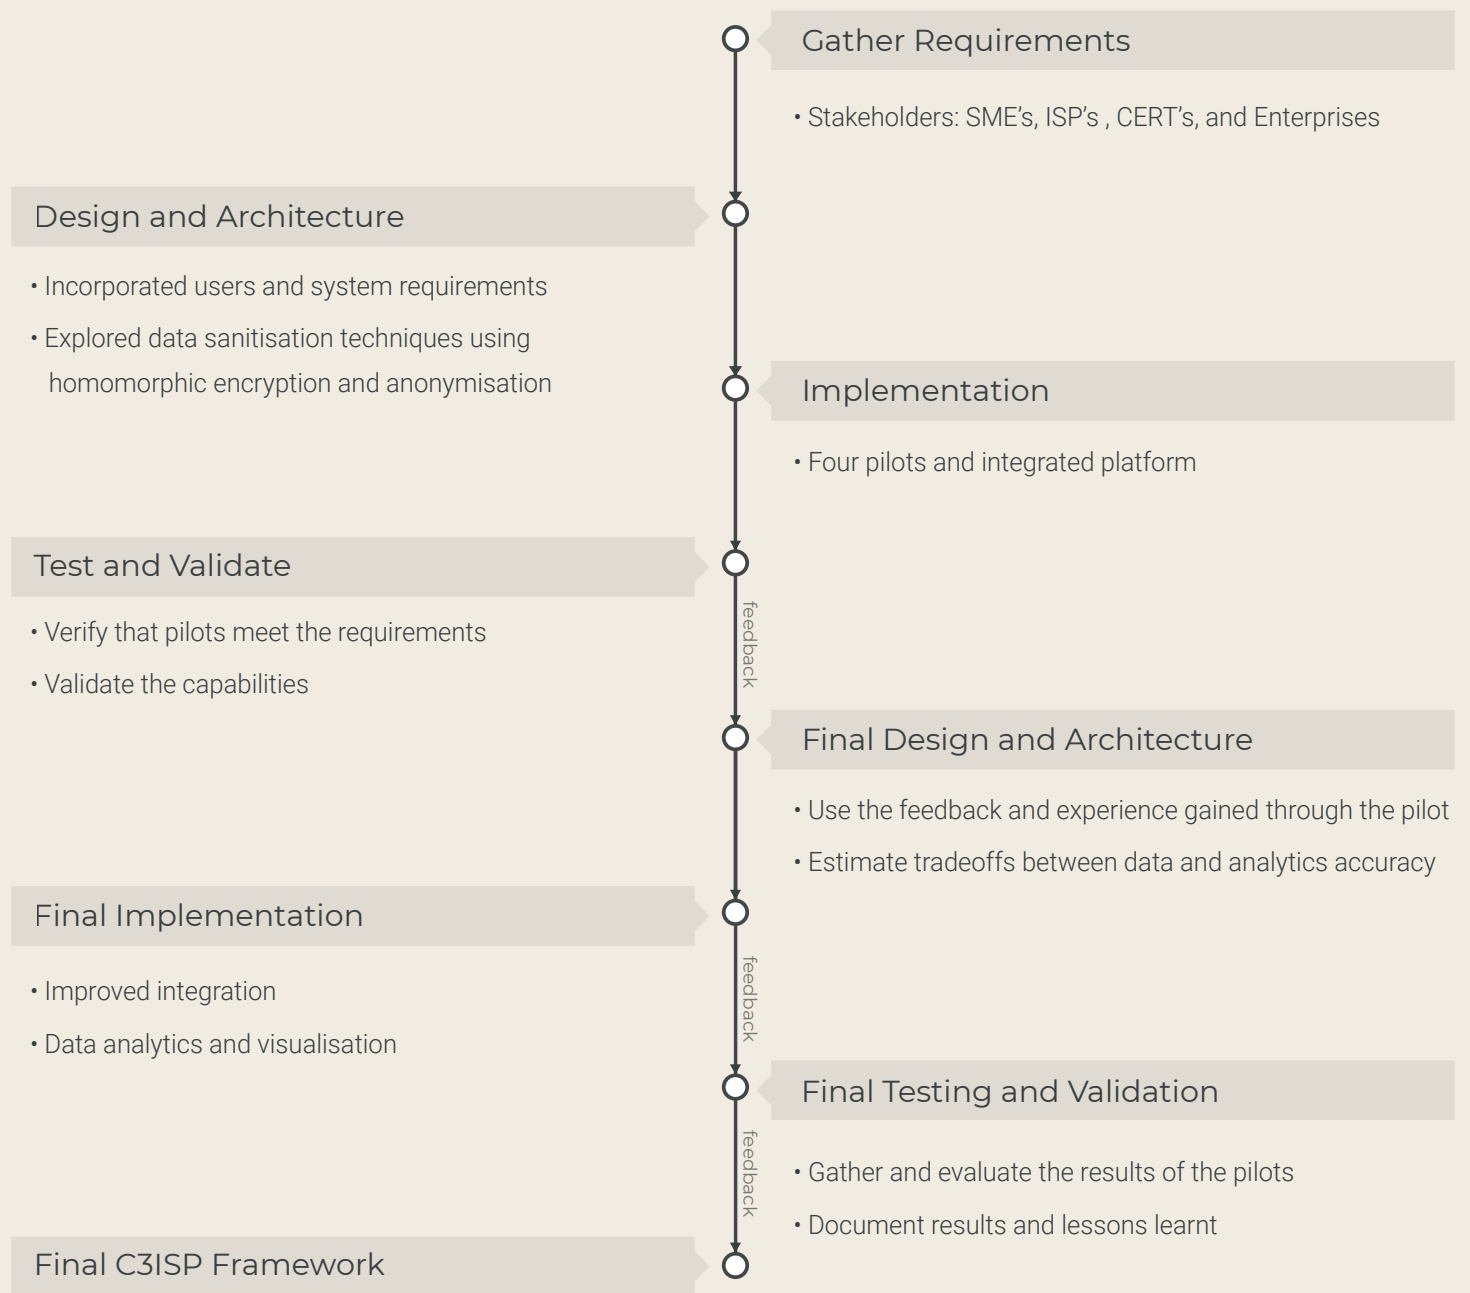 Gather Requirements
• Stakeholders: SME’s, ISP’s , CERT’s, and Enterprises
Design and Architecture
• Incorporated users and system requirements
• Explored data sanitisation techniques using
homomorphic encryption and anonymisation
Implementation
• Four pilots and integrated platform
Test and Validate
• Verify that pilots meet the requirements
• Validate the capabilities
feedback
Final Design and Architecture
• Use the feedback and experience gained through the pilot
• Estimate tradeoffs between data and analytics accuracy
Final Implementation
• Improved integration
• Data analytics and visualisation
feedback
Final Testing and Validation
• Gather and evaluate the results of the pilots
• Document results and lessons learnt
feedback
Final C3ISP Framework